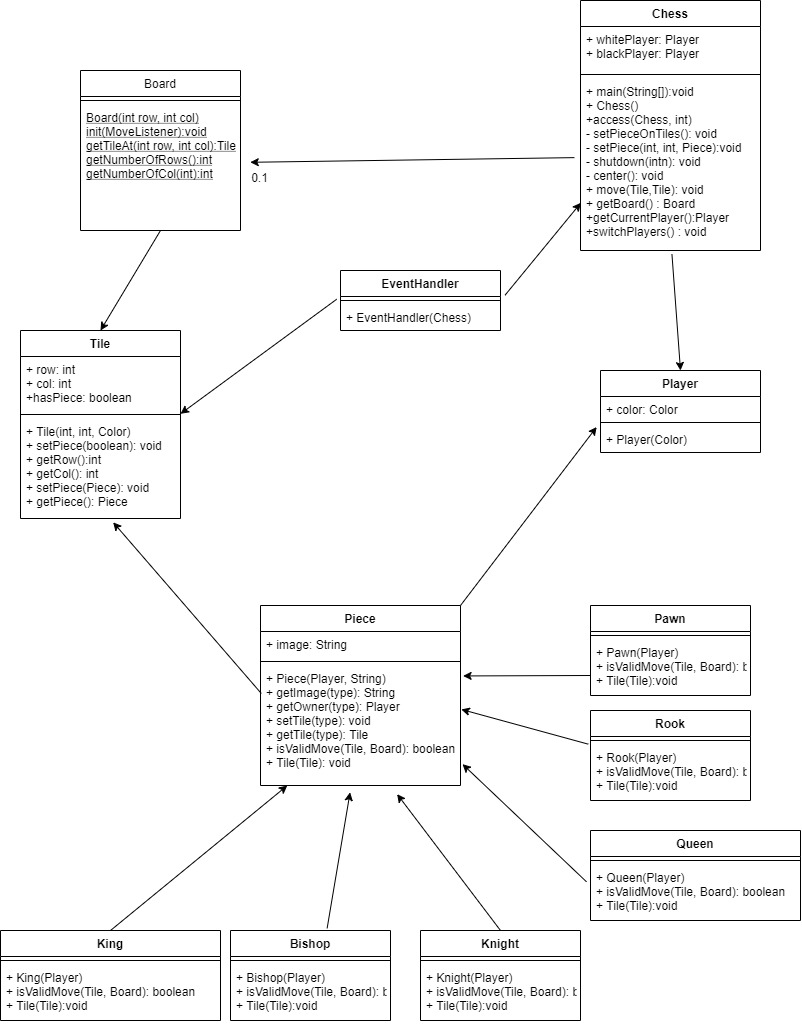 Chess
+ whitePlayer: Player
+ blackPlayer: Player
+ main(String[]):void
+ Chess()
+access(Chess, int)
- setPieceOnTiles(): void
- setPiece(int, int, Piece):void
- shutdown(intn): void
- center(): void
+ move(Tile,Tile): void
+ getBoard() : Board
+getCurrentPlayer():Player
+switchPlayers() : void
Board
Board(int row, int col)
init(MoveListener):void
getTileAt(int row, int col):Tile
getNumberOfRows():int
getNumberOfCol(int):int
0.1
EventHandler
+ EventHandler(Chess)
Tile
+ row: int
+ col: int
+hasPiece: boolean
+ Tile(int, int, Color)
+ setPiece(boolean): void
+ getRow():int
+ getCol(): int
+ setPiece(Piece): void
+ getPiece(): Piece
Player
+ color: Color
+ Player(Color)
Piece
+ image: String
+ Piece(Player, String)
+ getImage(type): String
+ getOwner(type): Player
+ setTile(type): void
+ getTile(type): Tile
+ isValidMove(Tile, Board): boolean
+ Tile(Tile): void
Pawn
+ Pawn(Player)
+ isValidMove(Tile, Board):
+ Tile(Tile):void
Rook
+ Rook(Player)
+ isValidMove(Tile, Board):
+ Tile(Tile):void
Queen
+ Queen(Player)
+ isValidMove(Tile, Board): boolean
+ Tile(Tile):void
King
+ King(Player)
+ isValidMove(Tile, Board): boolean
+ Tile(Tile):void
Bishop
+ Bishop(Player)
+ isValidMove(Tile, Board):
+ Tile(Tile):void
Knight
+ Knight(Player)
+ isValidMove(Tile, Board):
+ Tile(Tile):void